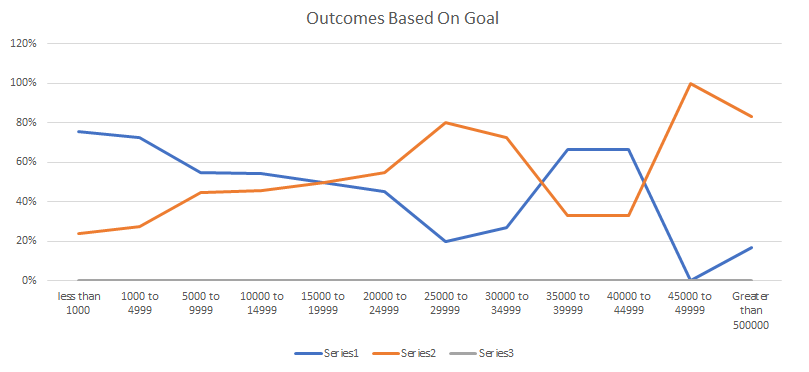 Outcomes Based On Goal
120%
100%
80%
60%
40%
20%
0%
less than 1000
1000 to 4999
5000 to 9999
10000 to 14999
15000 to 19999
20000 to 24999
25000 to 29999
30000 to 34999
35000 to 39999
40000 to 44999
45000 to 49999
Greater than 500000
Series1 Series2 Series3